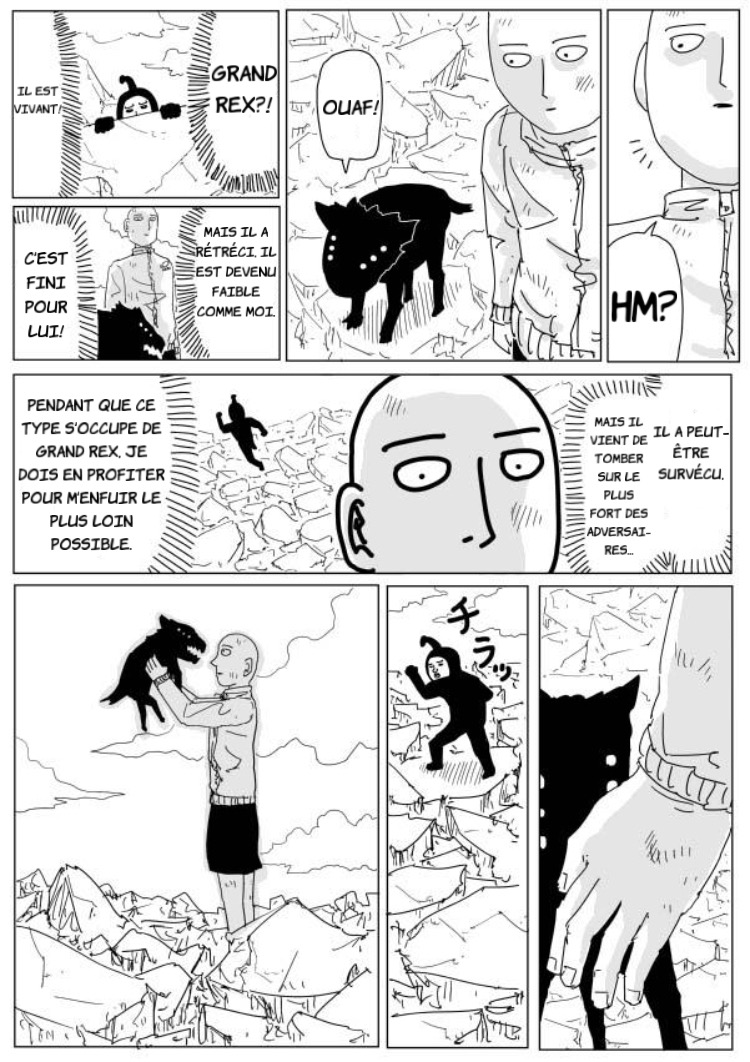 HM?
OUAF!
GRAND
REX?!
IL EST
VIVANT!
MAIS IL A
RÉTRÉCI. IL
EST DEVENU
FAIBLE
COMME MOI.
C'EST
FINI
POUR
LUI!
IL A PEUT-
ÊTRE
SURVÉCU.
MAIS IL
VIENT DE
TOMBER
SUR LE
PLUS
FORT DES
ADVERSAI-
RES...
PENDANT QUE CE
TYPE S'OCCUPE DE
GRAND REX. JE
DOIS EN PROFITER
POUR M'ENFUIR LE
PLUS LOIN
POSSIBLE.
チラッ